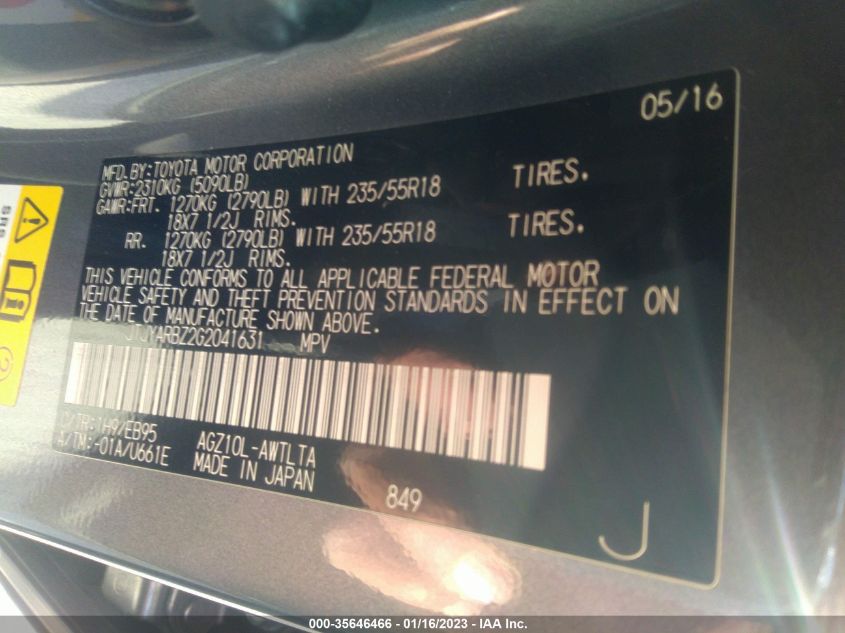 05/16
MFD.BY:TOYOTA MOTOR CORPORATION
GVWR:2310KG (5090LB)
GAWR:FRT. 1270KG (2790LB) WITH 235/55R18 TIRES.
18X7 1/2J RIMS.
RR. 1270KG (2790LB) WITH 235/55R18 TIRES.
18X7 1/2J RIMS.
THIS VEHICLE CONFORMS TO ALL APPLICABLE FEDERAL MOTOR
VEHICLE SAFETY AND THEFT PREVENTION STANDARDS IN EFFECT ON
THE DATE OF MANUFACTURE SHOWN ABOVE.
JTJYARBZ2G2041631 MPV
C/TR:1H9/EB95
A/TM:-01A/U661E
AGZ10L-AWTLTA
MADE IN JAPAN
849
J
SRS
2
000-35646466 - 01/16/2023 - IAA Inc.